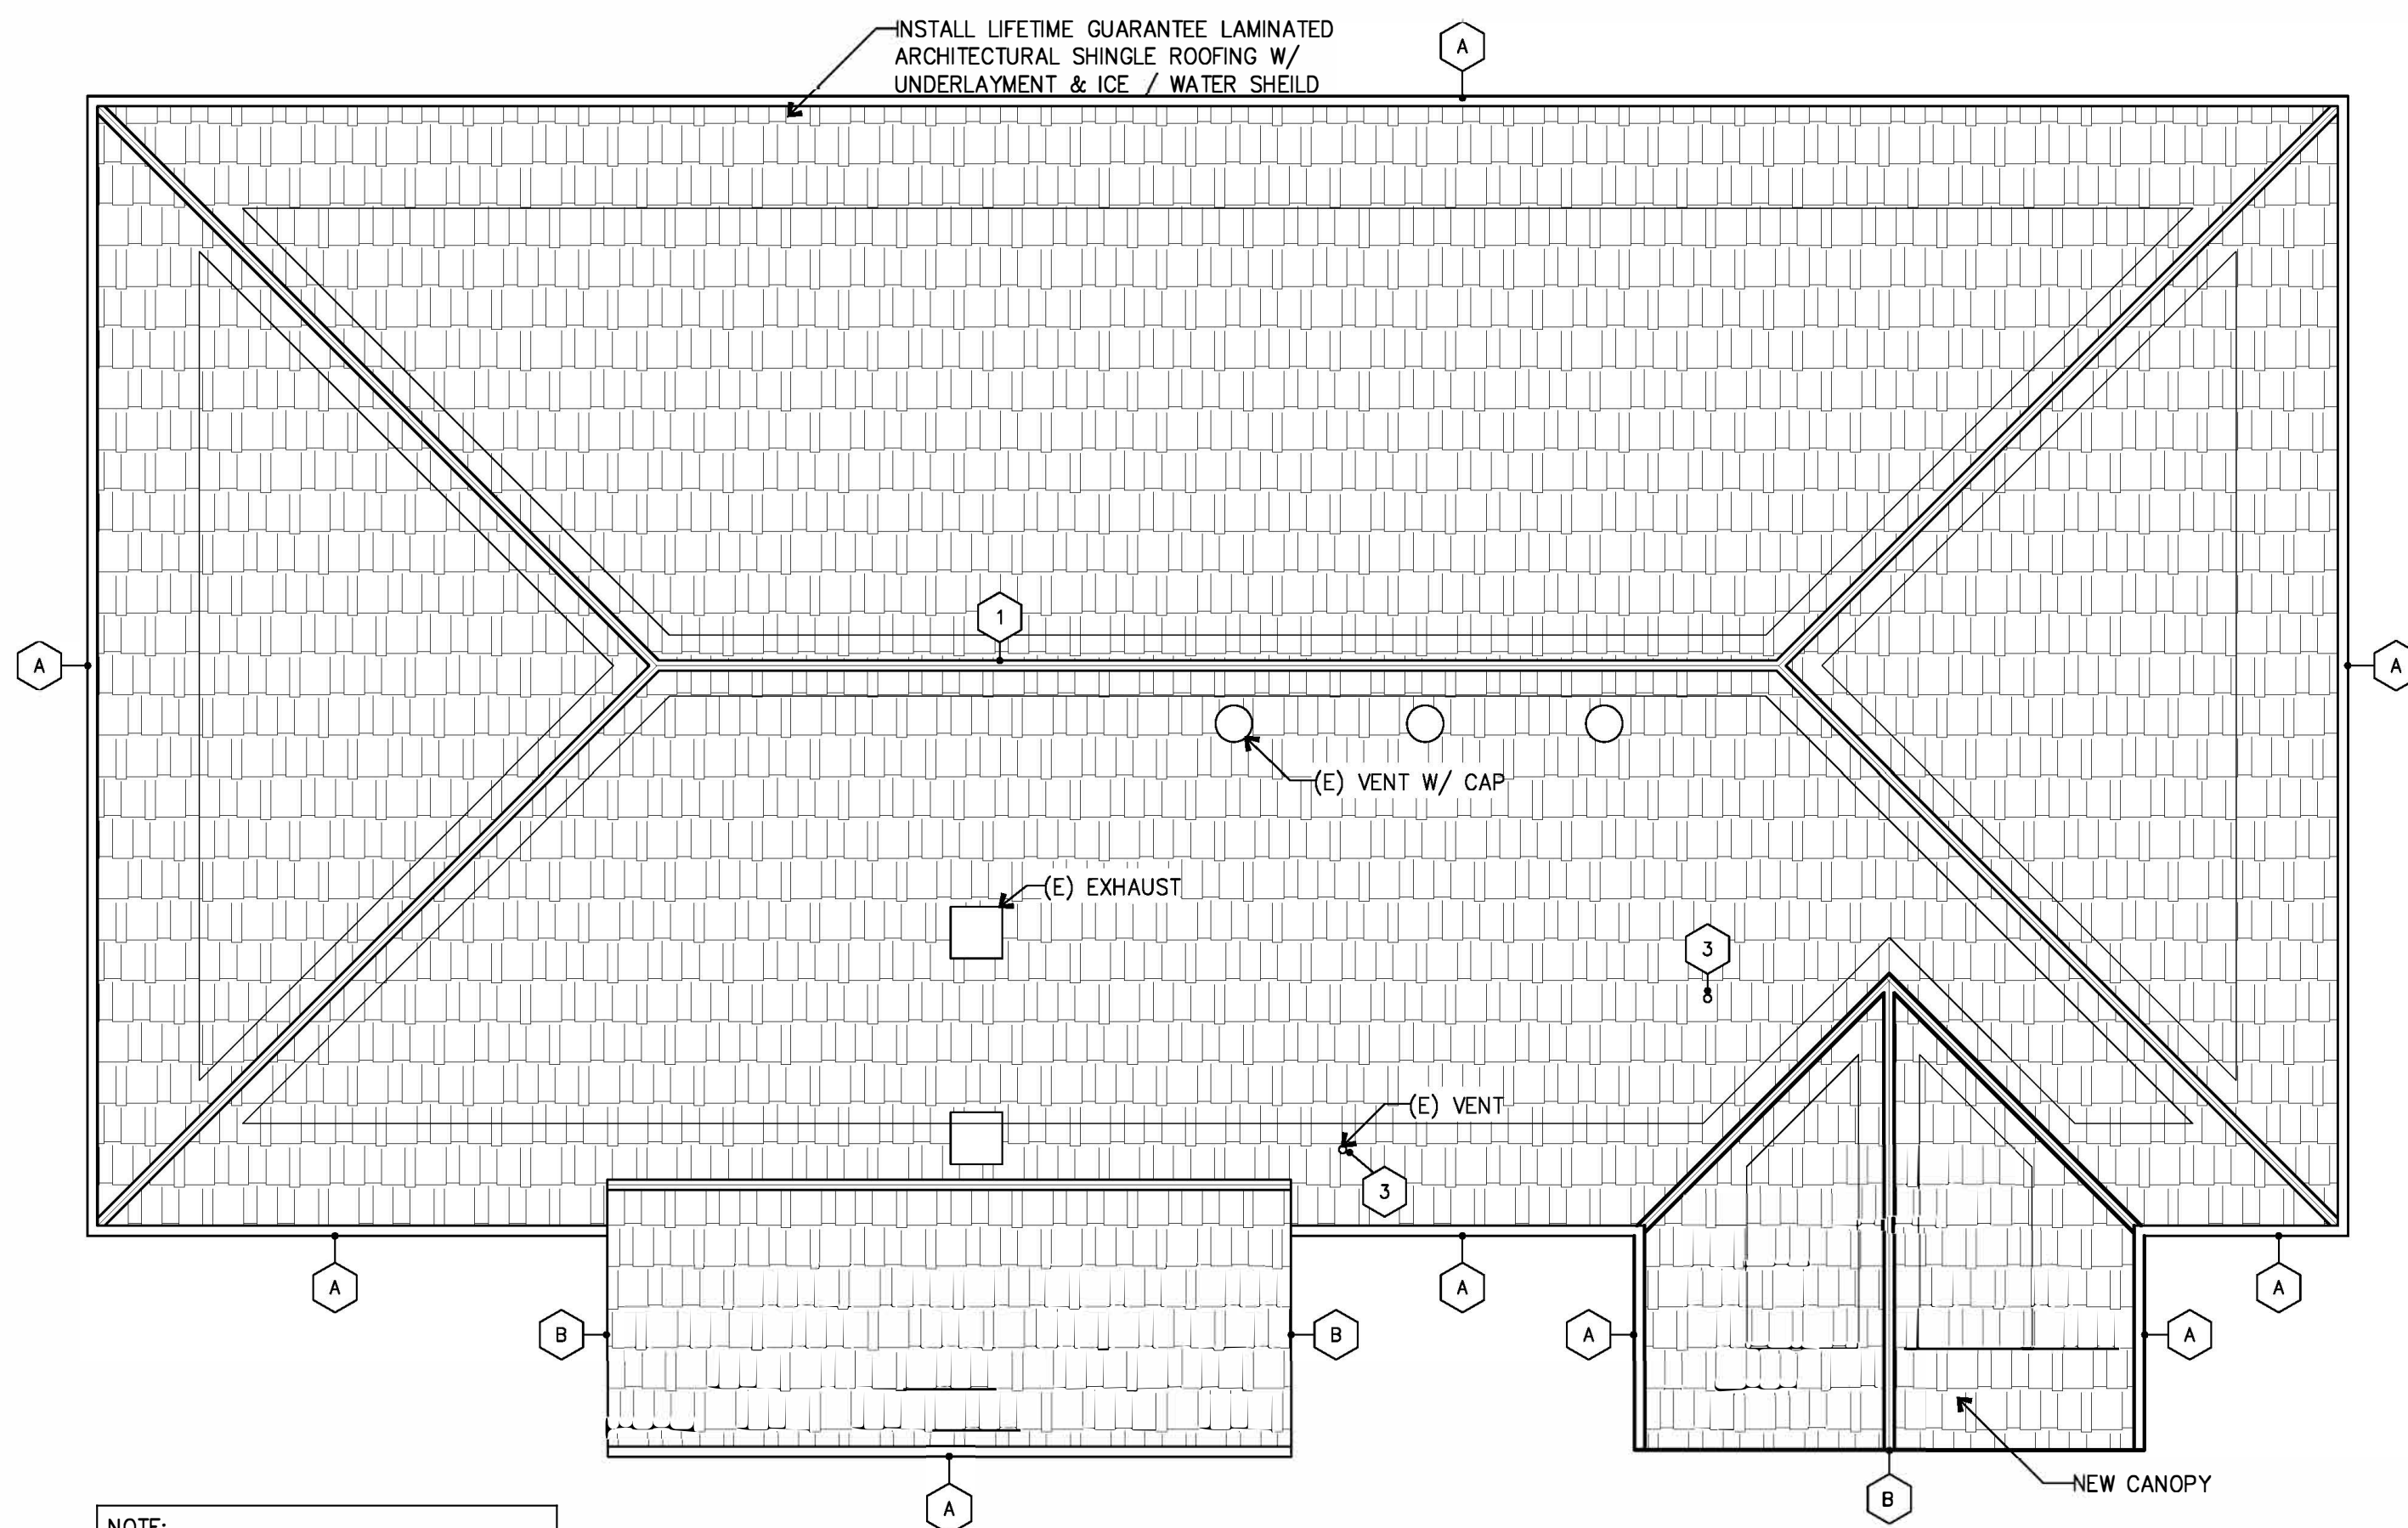 INSTALL LIFETIME GUARANTEE LAMINATED
ARCHITECTURAL SHINGLE ROOFING W/
UNDERLAYMENT & ICE / WATER SHEILD
A
1
A
A
(E) VENT W/ CAP
(E) EXHAUST
3
(E) VENT
3
A
A
A
B
B
A
A
NEW CANOPY
A
B
NOTE: